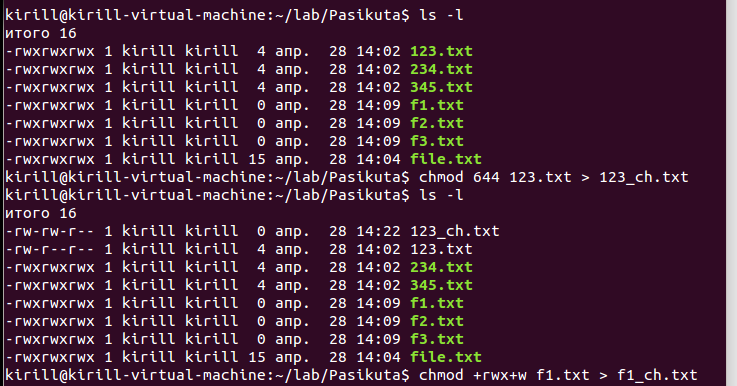 kirill@kirill-virtual-machine:~/lab/Pasikuta$ ls -l
итого 16
-rwxrwxrwx 1 kirill kirill  4 апр.  28 14:02 123.txt
-rwxrwxrwx 1 kirill kirill  4 апр.  28 14:02 234.txt
-rwxrwxrwx 1 kirill kirill  4 апр.  28 14:02 345.txt
-rwxrwxrwx 1 kirill kirill  0 апр.  28 14:09 f1.txt
-rwxrwxrwx 1 kirill kirill  0 апр.  28 14:09 f2.txt
-rwxrwxrwx 1 kirill kirill  0 апр.  28 14:09 f3.txt
-rwxrwxrwx 1 kirill kirill 15 апр.  28 14:04 file.txt
kirill@kirill-virtual-machine:~/lab/Pasikuta$ chmod 644 123.txt > 123_ch.txt
kirill@kirill-virtual-machine:~/lab/Pasikuta$ ls -l
итого 16
-rw-rw-r-- 1 kirill kirill  0 апр.  28 14:22 123_ch.txt
-rw-r--r-- 1 kirill kirill  4 апр.  28 14:02 123.txt
-rwxrwxrwx 1 kirill kirill  4 апр.  28 14:02 234.txt
-rwxrwxrwx 1 kirill kirill  4 апр.  28 14:02 345.txt
-rwxrwxrwx 1 kirill kirill  0 апр.  28 14:09 f1.txt
-rwxrwxrwx 1 kirill kirill  0 апр.  28 14:09 f2.txt
-rwxrwxrwx 1 kirill kirill  0 апр.  28 14:09 f3.txt
-rwxrwxrwx 1 kirill kirill 15 апр.  28 14:04 file.txt
kirill@kirill-virtual-machine:~/lab/Pasikuta$ chmod +rwx+w f1.txt > f1_ch.txt